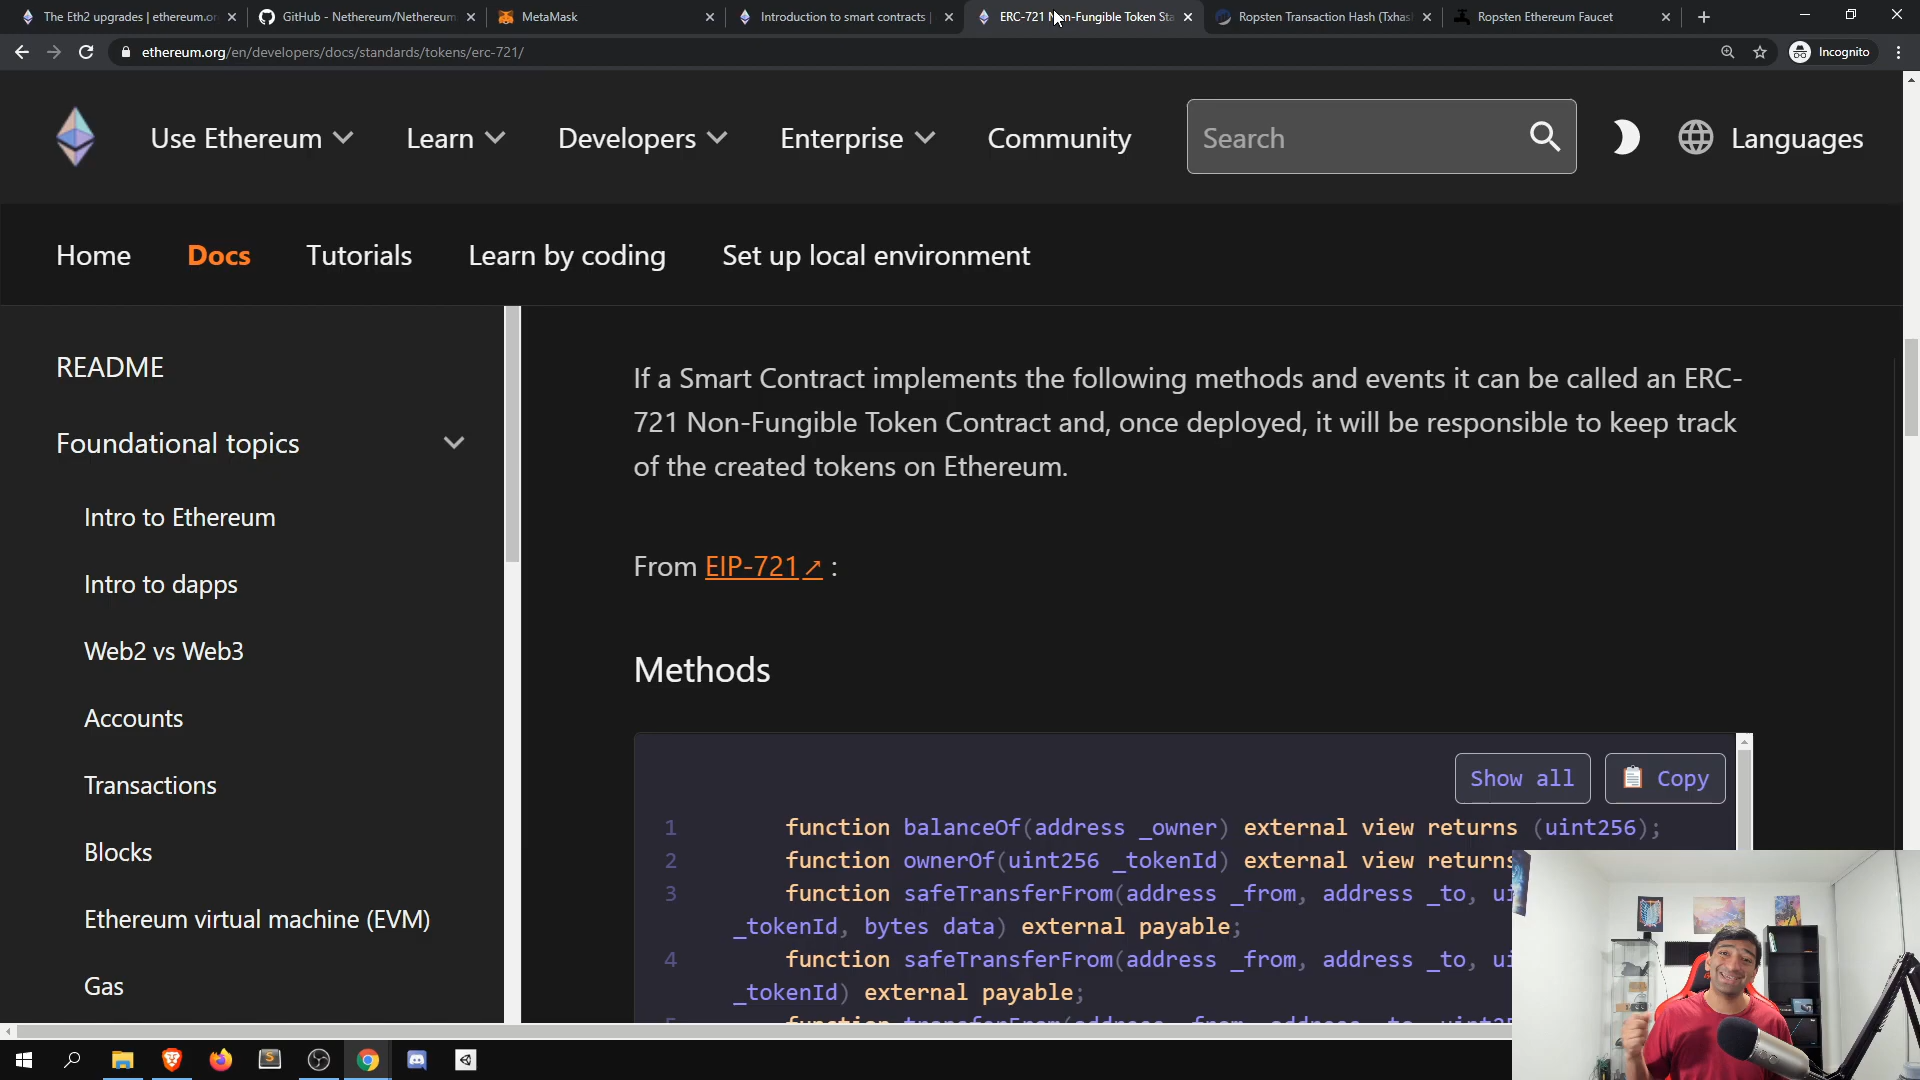 The Eth2 upgrades | ethereum.or
GitHub - Nethereum/Nethereum
MetaMask
Introduction to smart contracts |
ERC-721 Non-Fungible Token Sta
Ropsten Transaction Hash (Txhas
Ropsten Ethereum Faucet
ethereum.org/en/developers/docs/standards/tokens/erc-721/
Incognito
Use Ethereum
Learn
Developers
Enterprise
Community
Search
Languages
Home
Docs
Tutorials
Learn by coding
Set up local environment
README
Foundational topics
Intro to Ethereum
Intro to dapps
Web2 vs Web3
Accounts
Transactions
Blocks
Ethereum virtual machine (EVM)
Gas
If a Smart Contract implements the following methods and events it can be called an ERC-
721 Non-Fungible Token Contract and, once deployed, it will be responsible to keep track
of the created tokens on Ethereum.
From EIP-721↗ :
Methods
Show all
Copy
1 function balanceOf(address _owner) external view returns (uint256);
2 function ownerOf(uint256 _tokenId) external view returns
3 function safeTransferFrom(address _from, address _to, ui
_tokenId, bytes data) external payable;
4 function safeTransferFrom(address _from, address _to, ui
_tokenId) external payable;